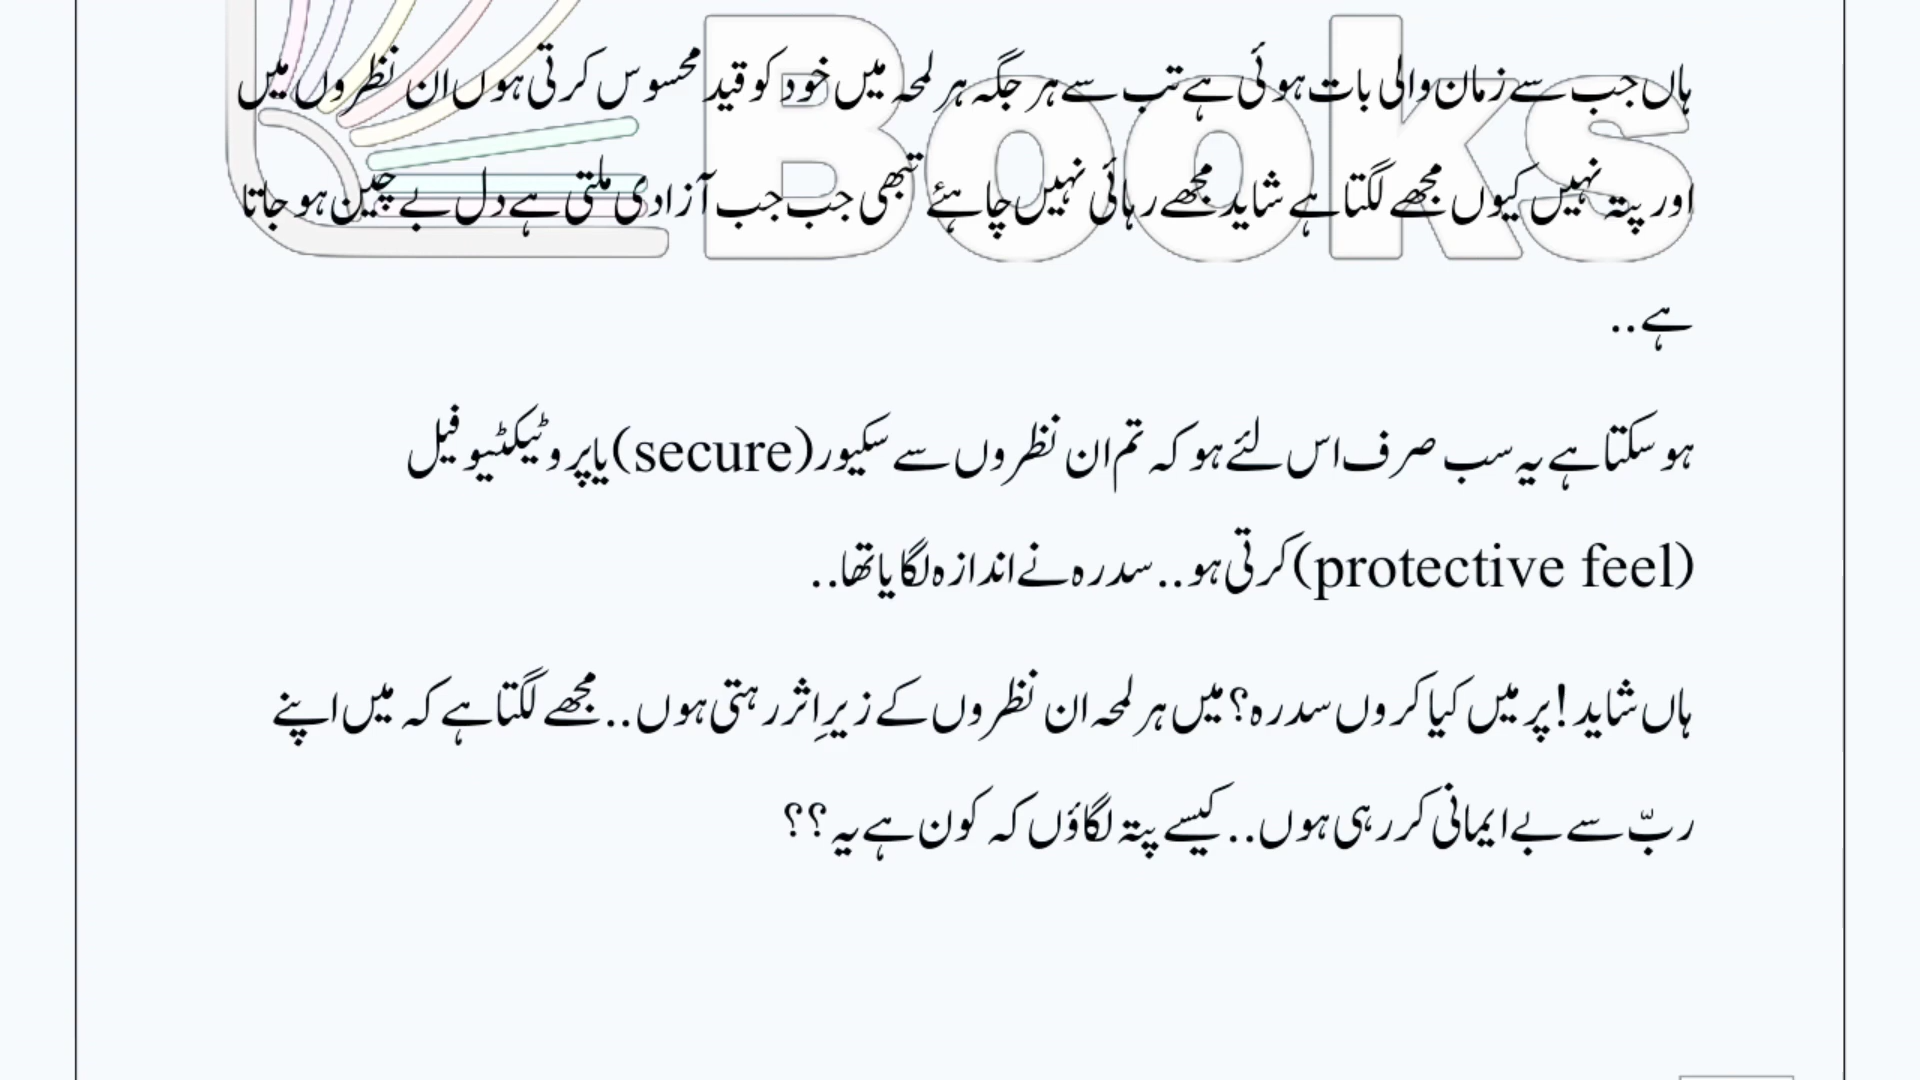 Books
ہاں جب سے زمان والی بات ہوئی ہے تب سے ہر جگہ ہر لمحہ میں خود کو قید محسوس کرتی ہوں ان نظروں میں
اور پتہ نہیں کیوں مجھے لگتا ہے شاید مجھے رہائی نہیں چاہئے تبھی جب جب آزادی ملتی ہے دل بے چین ہو جاتا
ہے..
ہو سکتا ہے یہ سب صرف اس لئے ہو کہ تم ان نظروں سے سکیور(secure)یا پروٹیکٹیو فیل
(protective feel)کرتی ہو..سدرہ نے اندازہ لگایا تھا..
ہاں شاید!پر میں کیا کروں سدرہ؟میں ہر لمحہ ان نظروں کے زیرِاثر رہتی ہوں..مجھے لگتا ہے کہ میں اپنے
ربّ سے بے ایمانی کر رہی ہوں..کیسے پتہ لگاؤں کہ کون ہے یہ؟؟